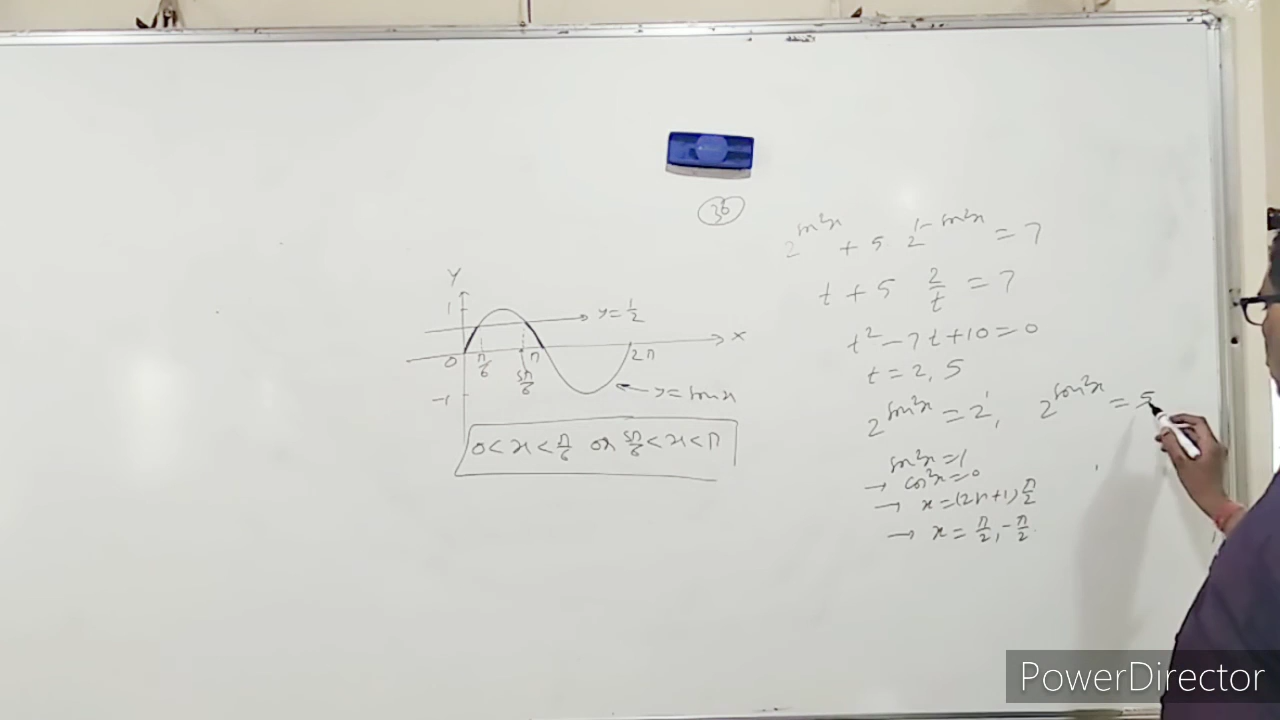 36
2^{sin²x} + 5 2^{1-sin²x} = 7
t + 5 2/t = 7
t² - 7t + 10 = 0
t = 2, 5
2^{sin²x} = 2¹, 2^{sin²x} = 5
sin²x = 1
→ cos²x = 0
→ x = (2n+1) π/2
→ x = π/2, -π/2.
Y
1
y = 1/2
X
0 π/6 5π/6 π 2π
-1
y = sin x
0 < x < π/6 or 5π/6 < x < π
PowerDirector